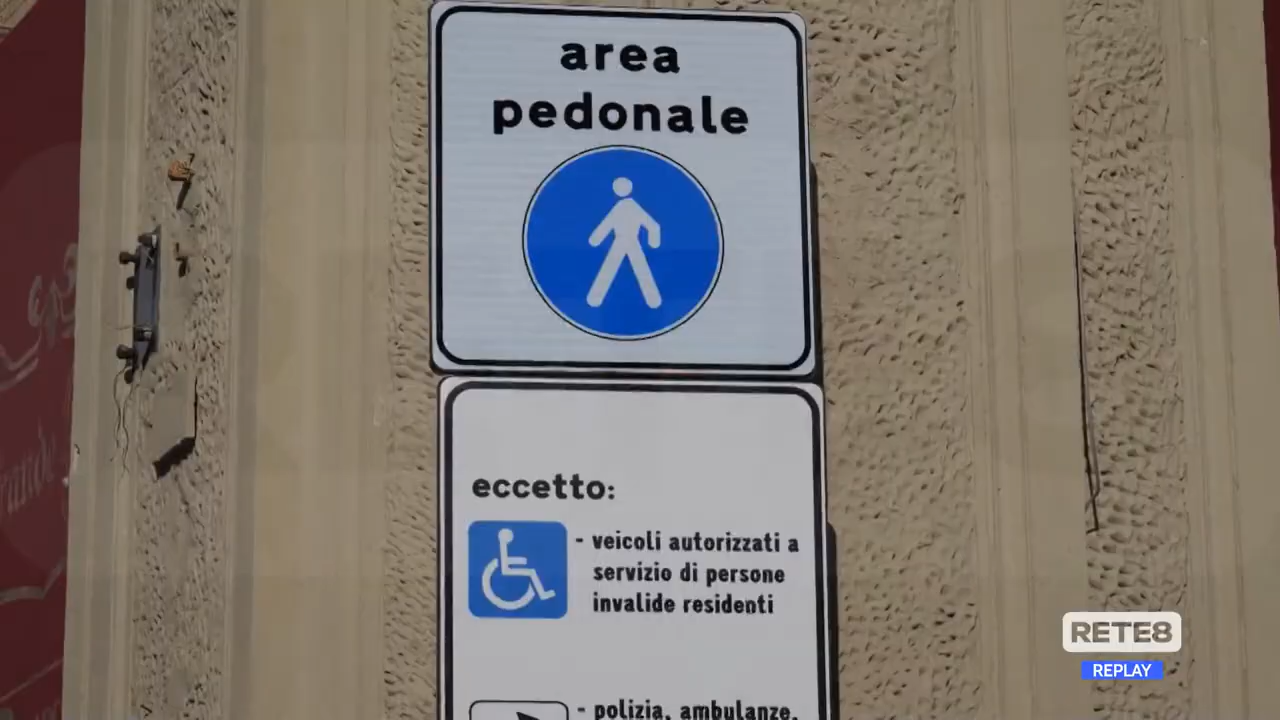 area
pedonale
eccetto:
- veicoli autorizzati a
servizio di persone
invalide residenti
- polizia, ambulanze,
RETE8
REPLAY